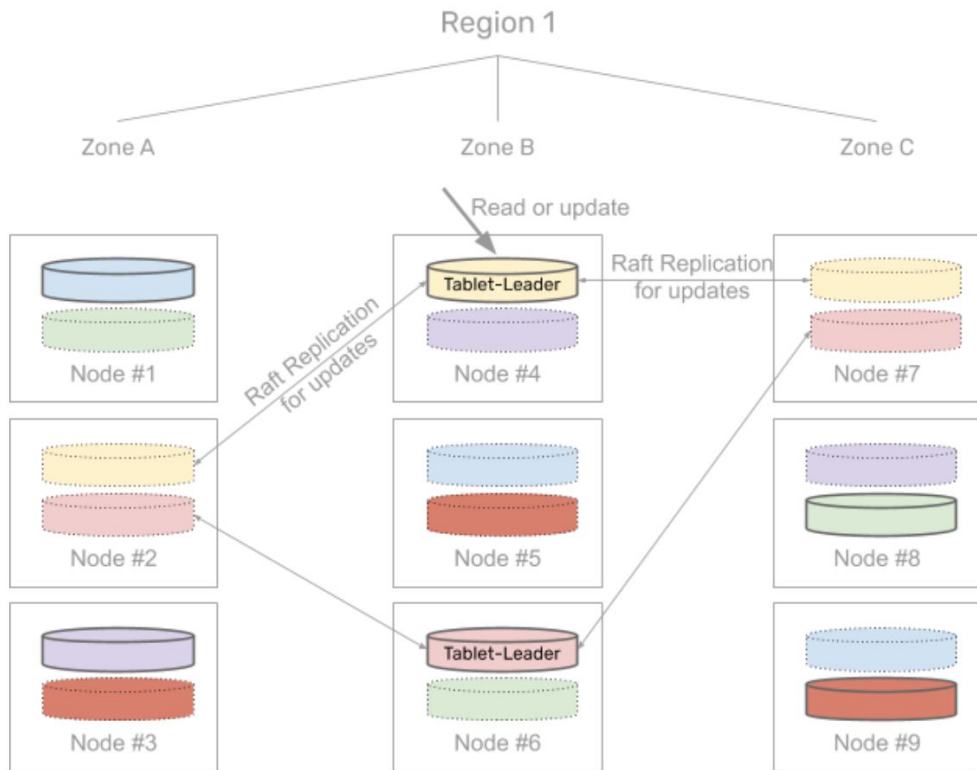 Region 1
Zone A
Zone B
Zone C
Read or update
Tablet-Leader
Raft Replication
for updates
Raft Replication
for updates
Node #1
Node #4
Node #7
Node #2
Node #5
Node #8
Tablet-Leader
Node #3
Node #6
Node #9